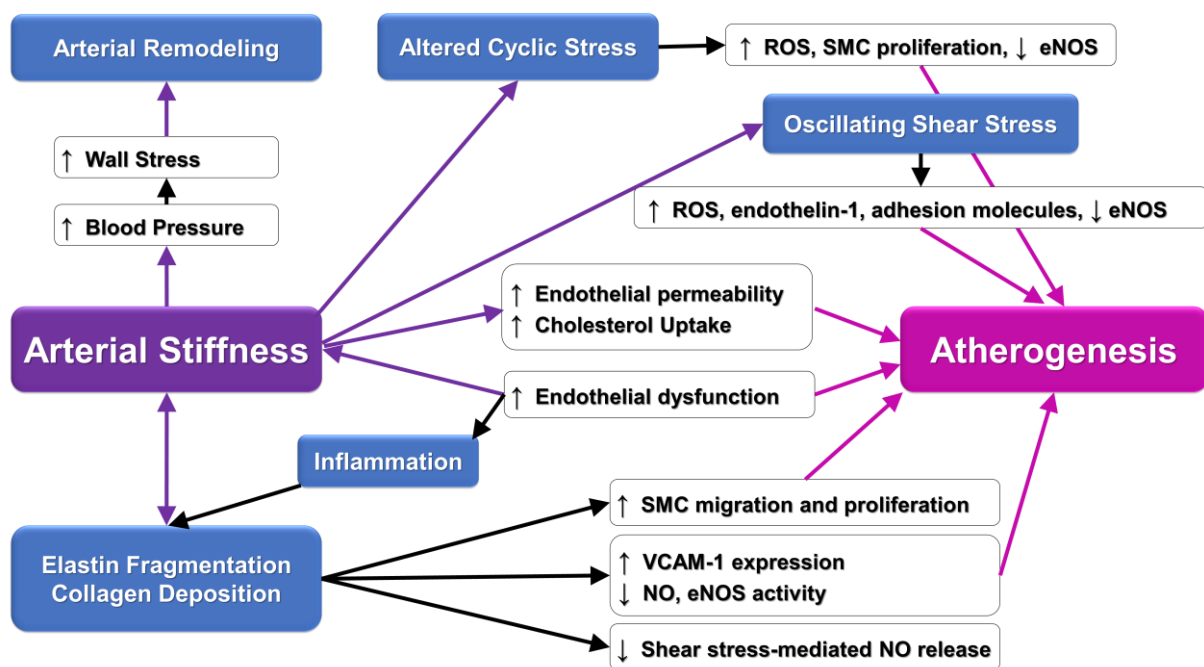 Arterial Remodeling
Altered Cyclic Stress
↑ ROS, SMC proliferation, ↓ eNOS
Oscillating Shear Stress
↑ Wall Stress
↑ ROS, endothelin-1, adhesion molecules, ↓ eNOS
↑ Blood Pressure
↑ Endothelial permeability
↑ Cholesterol Uptake
Arterial Stiffness
Atherogenesis
↑ Endothelial dysfunction
Inflammation
↑ SMC migration and proliferation
Elastin Fragmentation
Collagen Deposition
↑ VCAM-1 expression
↓ NO, eNOS activity
↓ Shear stress-mediated NO release